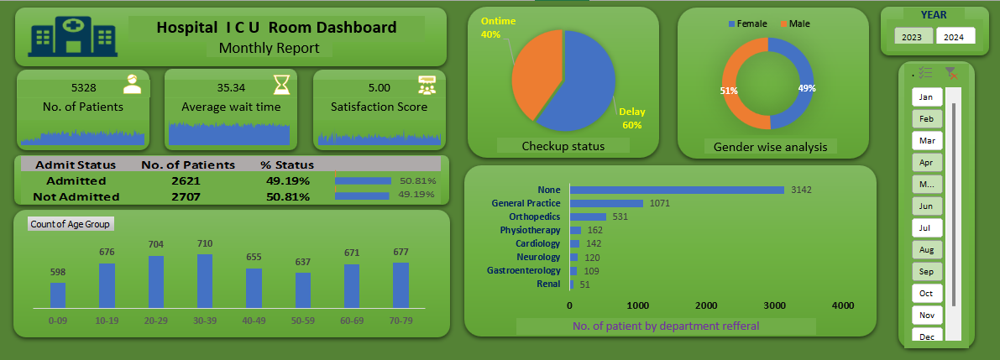 Hospital I C U Room Dashboard
Monthly Report
5328
No. of Patients
35.34
Average wait time
5.00
Satisfaction Score
Admit Status No. of Patients % Status
Admitted 2621 49.19% 50.81%
Not Admitted 2707 50.81% 49.19%
Count of Age Group
598 676 704 710 655 637 671 677
0-09 10-19 20-29 30-39 40-49 50-59 60-69 70-79
Ontime
40%
Delay
60%
Checkup status
Female Male
51% 49%
Gender wise analysis
None 3142
General Practice 1071
Orthopedics 531
Physiotherapy 162
Cardiology 142
Neurology 120
Gastroenterology 109
Renal 51
0 1000 2000 3000 4000
No. of patient by department refferal
YEAR
2023 2024
.
Jan
Feb
Mar
Apr
M...
Jun
Jul
Aug
Sep
Oct
Nov
Dec